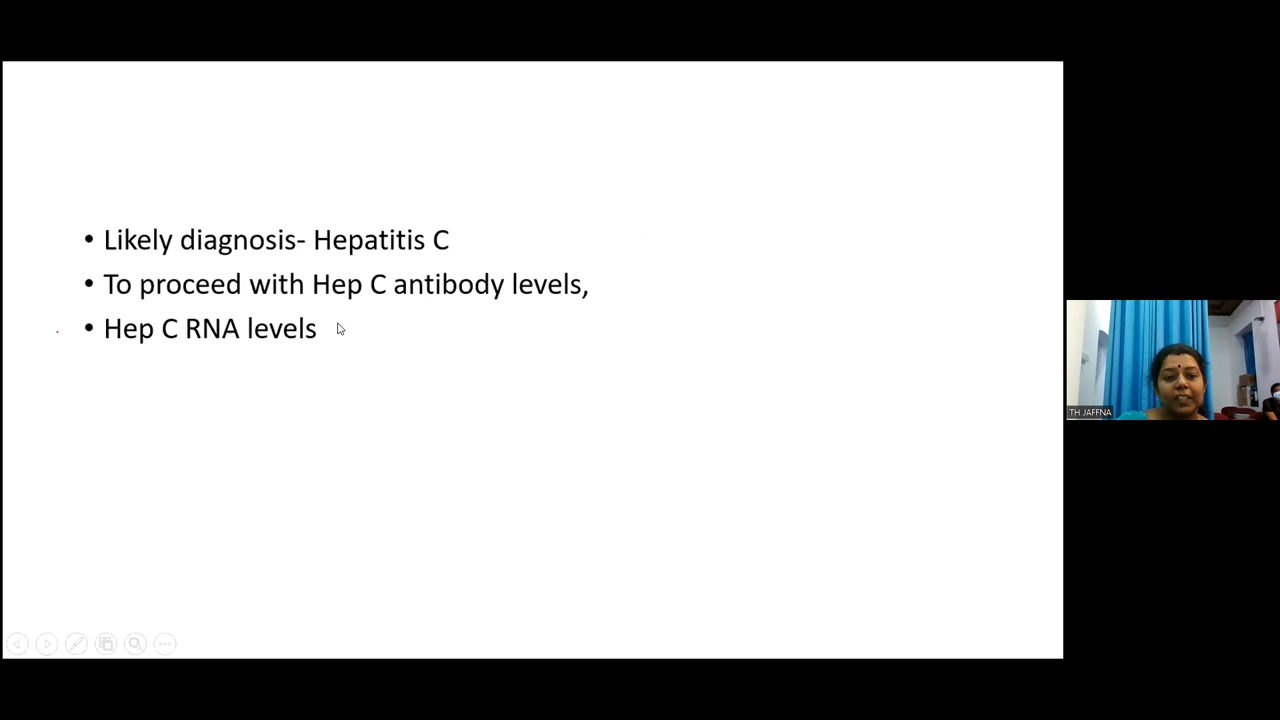 • Likely diagnosis- Hepatitis C
• To proceed with Hep C antibody levels,
• Hep C RNA levels
TH JAFFNA